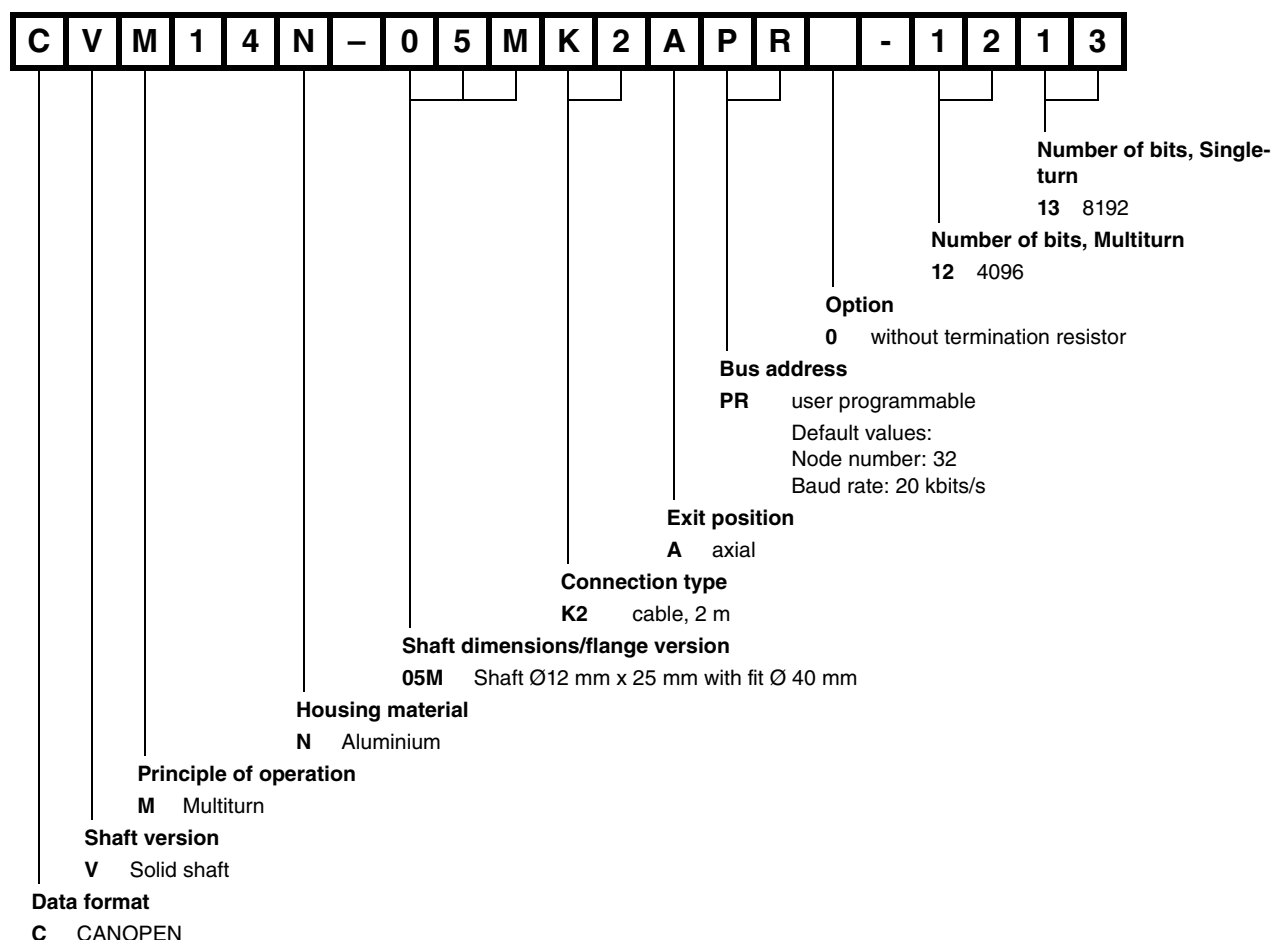 C V M 1 4 N – 0 5 M K 2 A P R - 1 2 1 3
Number of bits, Single-
turn
13 8192
Number of bits, Multiturn
12 4096
Option
0 without termination resistor
Bus address
PR user programmable
Default values:
Node number: 32
Baud rate: 20 kbits/s
Exit position
A axial
Connection type
K2 cable, 2 m
Shaft dimensions/flange version
05M Shaft Ø12 mm x 25 mm with fit Ø 40 mm
Housing material
N Aluminium
Principle of operation
M Multiturn
Shaft version
V Solid shaft
Data format
C CANOPEN